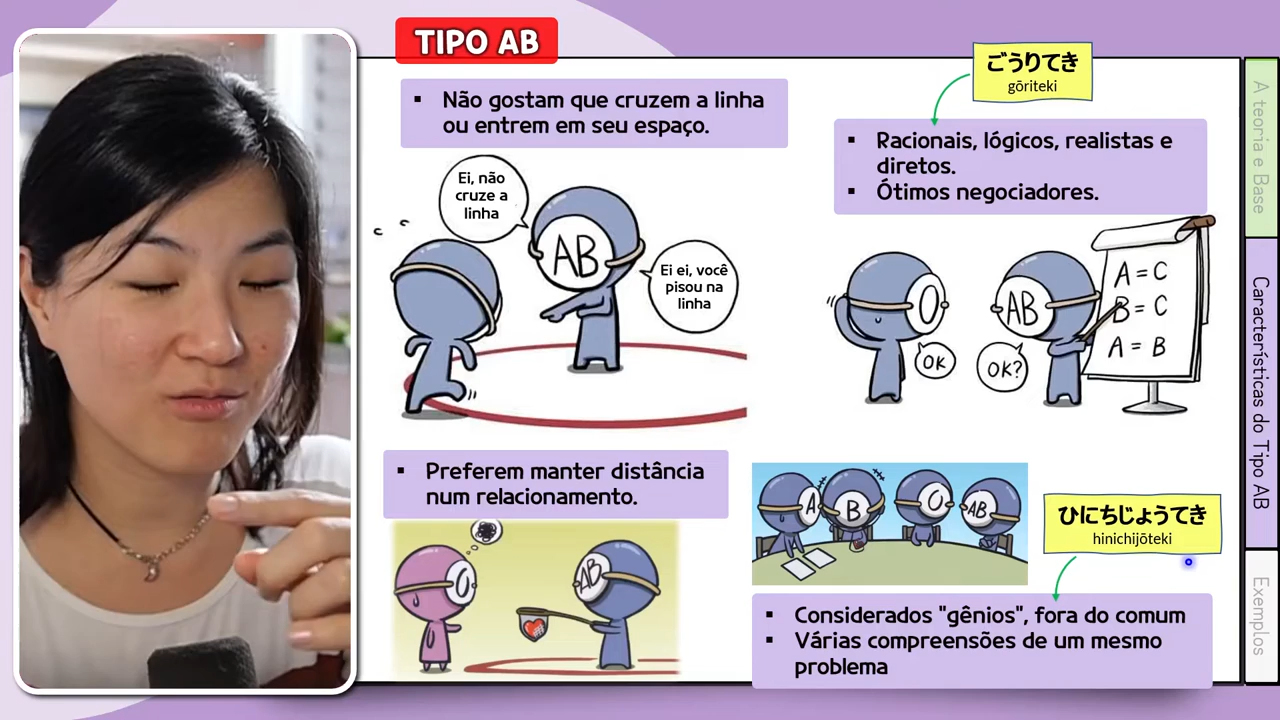 TIPO AB
▪ Não gostam que cruzem a linha
ou entrem em seu espaço.
Ei, não
cruze a
linha
AB
Ei ei, você
pisou na
linha
ごうりてき
gōriteki
▪ Racionais, lógicos, realistas e
diretos.
▪ Ótimos negociadores.
O
OK
AB
OK?
A = C
B = C
A = B
▪ Preferem manter distância
num relacionamento.
O
AB
A
B
O
AB
ひにちじょうてき
hinichijōteki
▪ Considerados "gênios", fora do comum
▪ Várias compreensões de um mesmo
problema
A teoria e Base
Características do Tipo AB
Exemplos